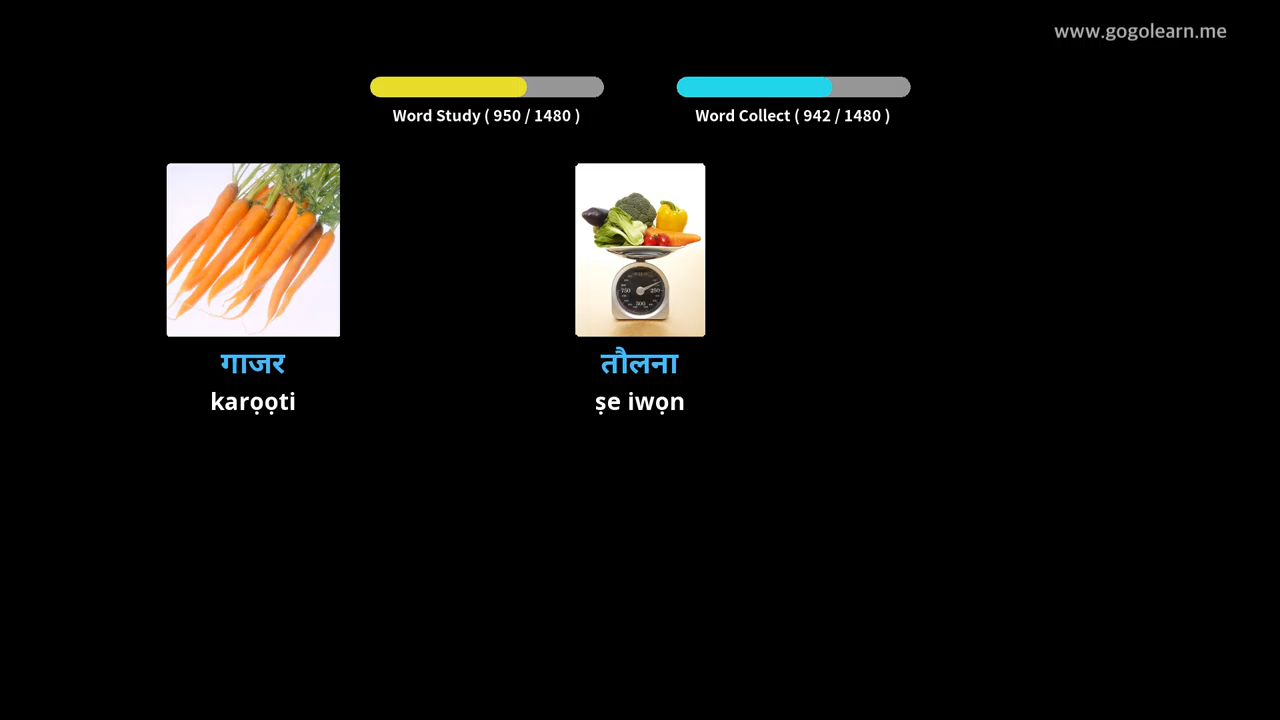 www.gogolearn.me
Word Study ( 950 / 1480 )
Word Collect ( 942 / 1480 )
गाजर
karọọti
तौलना
ṣe iwọn